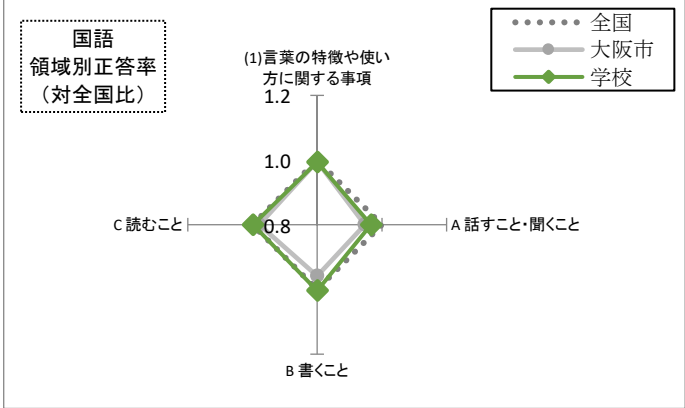 国語
領域別正答率
（対全国比）
全国
大阪市
学校
(1)言葉の特徴や使い
方に関する事項
1.2
1.0
0.8
C 読むこと
A 話すこと・聞くこと
B 書くこと